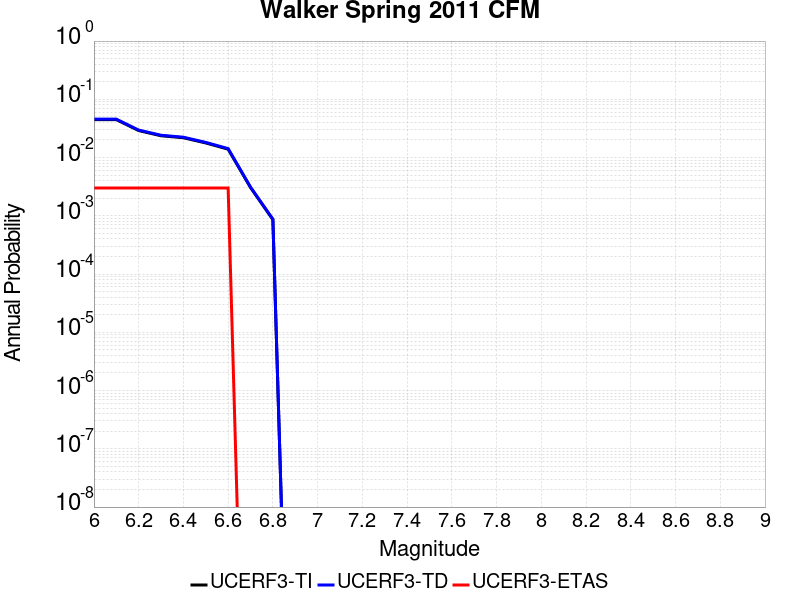 Walker Spring 2011 CFM
10^0
10^-1
10^-2
10^-3
10^-4
10^-5
10^-6
10^-7
10^-8
Annual Probability
6 6.2 6.4 6.6 6.8 7 7.2 7.4 7.6 7.8 8 8.2 8.4 8.6 8.8 9
Magnitude
UCERF3-TI UCERF3-TD UCERF3-ETAS